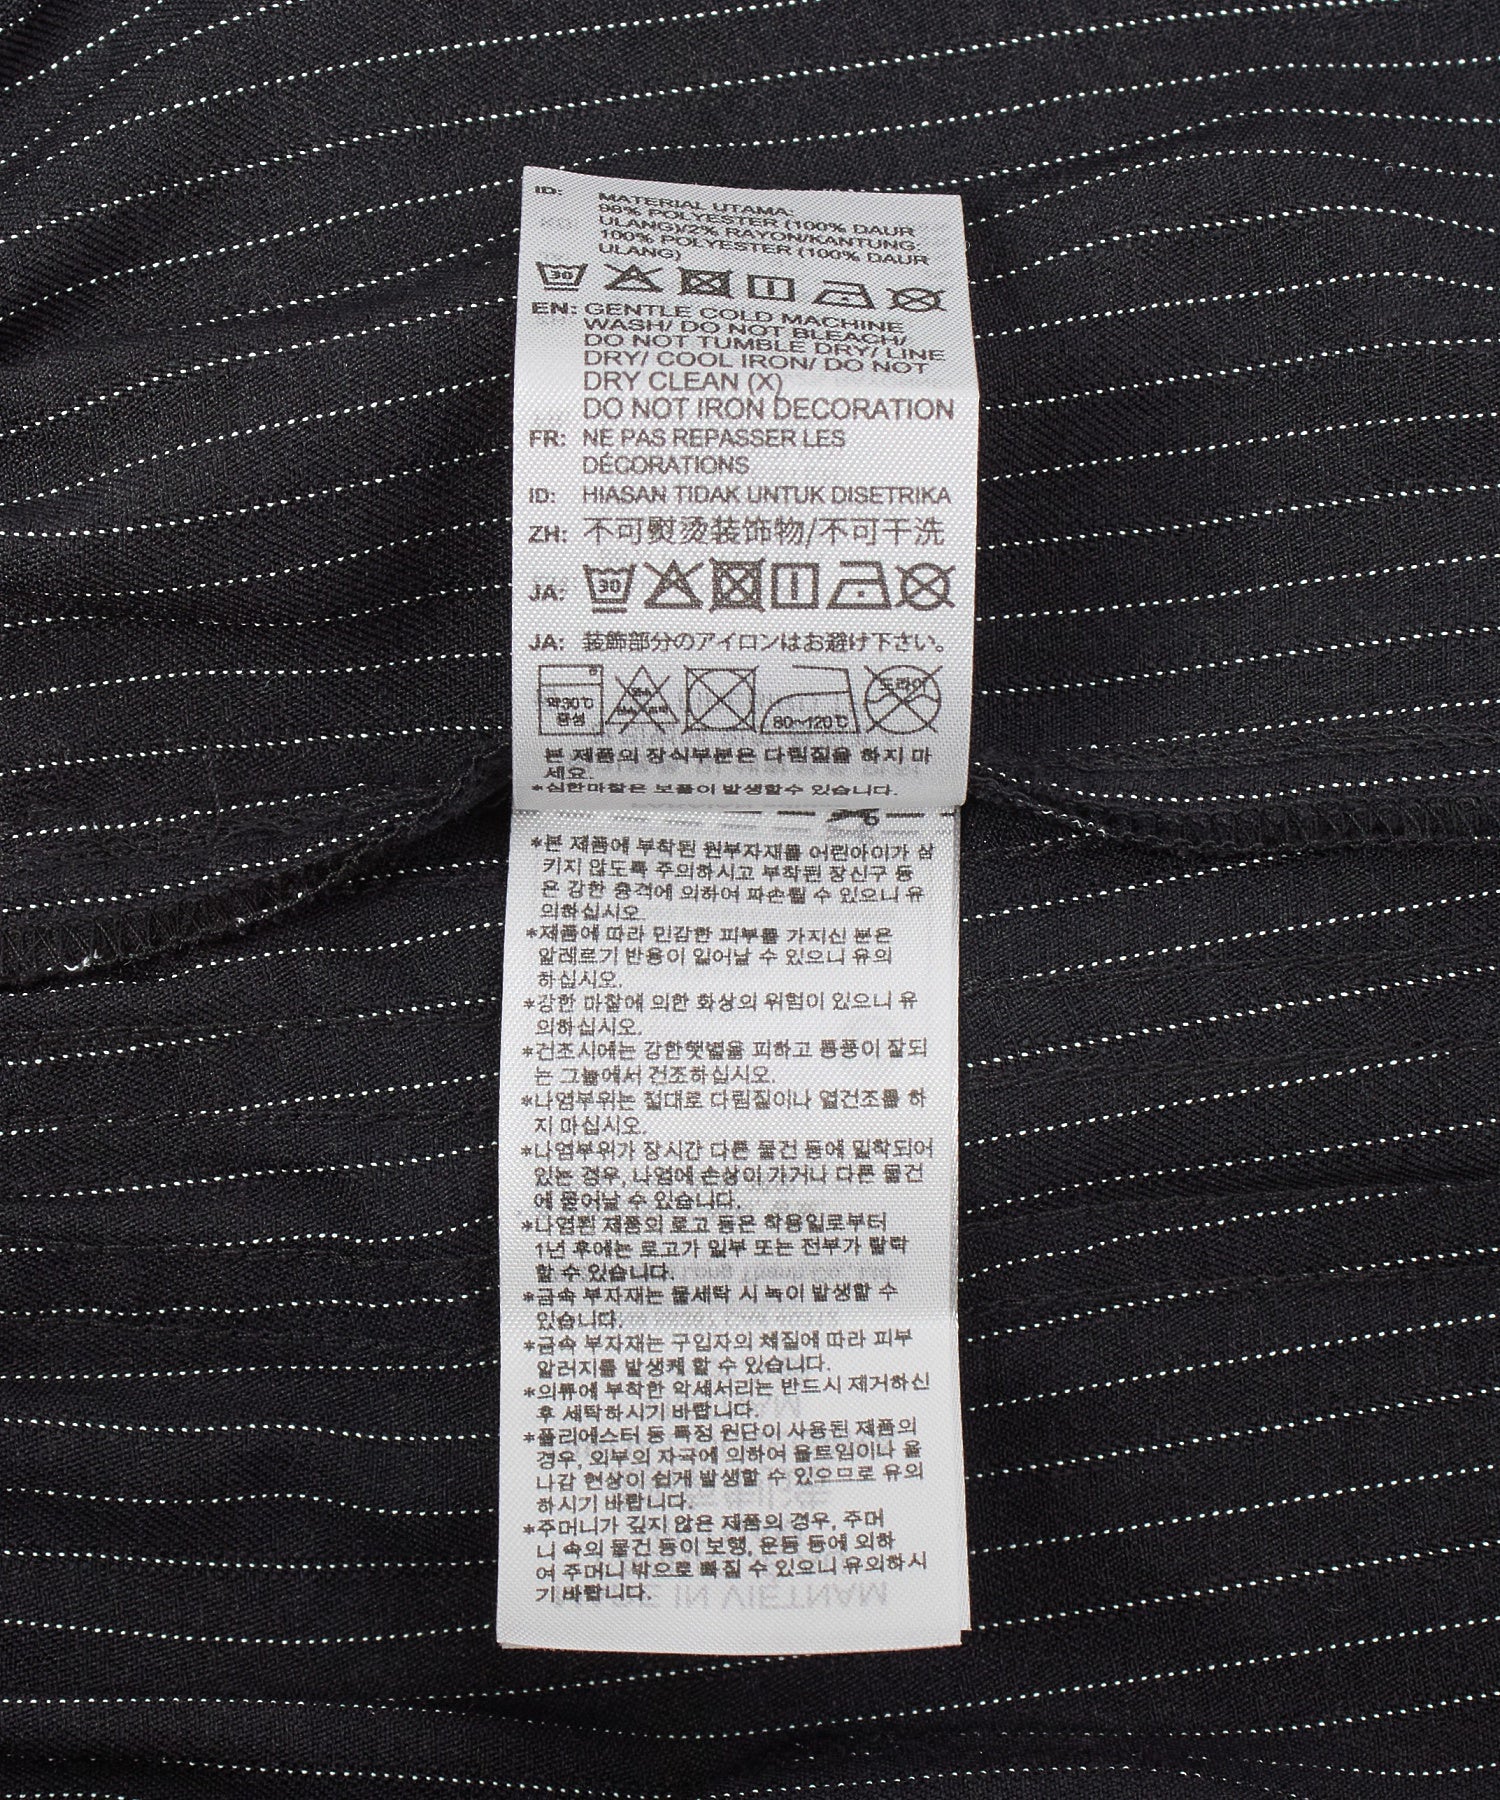 ID: MATERIAL UTAMA:
98% POLYESTER (100% DAUR
ULANG)/2% RAYON/KANTUNG:
100% POLYESTER (100% DAUR
ULANG)
30
EN: GENTLE COLD MACHINE
WASH/ DO NOT BLEACH/
DO NOT TUMBLE DRY/ LINE
DRY/ COOL IRON/ DO NOT
DRY CLEAN (X)
DO NOT IRON DECORATION
FR: NE PAS REPASSER LES
DÉCORATIONS
ID: HIASAN TIDAK UNTUK DISETRIKA
ZH: 不可熨烫装饰物/不可干洗
JA: 30
JA: 装飾部分のアイロンはお避け下さい。
약30℃ 80~120℃ 드라이
중성
본 제품의 장식부분은 다림질을 하지 마
세요.
*심한마찰은 보풀이 발생할수 있습니다.
*본 제품에 부착된 원부자재를 어린아이가 삼
키지 않도록 주의하시고 부착된 장신구 등
은 강한 충격에 의하여 파손될 수 있으니 유
의하십시오.
*제품에 따라 민감한 피부를 가지신 분은
알레르기 반응이 일어날 수 있으니 유의
하십시오.
*강한 마찰에 의한 화상의 위험이 있으니 유
의하십시오.
*건조시에는 강한햇볕을 피하고 통풍이 잘되
는 그늘에서 건조하십시오.
*나염부위는 절대로 다림질이나 열건조를 하
지 마십시오.
*나염부위가 장시간 다른 물건 등에 밀착되어
있는 경우, 나염에 손상이 가거나 다른 물건
에 묻어날 수 있습니다.
*나염된 제품의 로고 등은 착용일로부터
1년 후에는 로고가 일부 또는 전부가 탈락
할 수 있습니다.
*금속 부자재는 물세탁 시 녹이 발생할 수
있습니다.
*금속 부자재는 구입자의 체질에 따라 피부
알러지를 발생케 할 수 있습니다.
*의류에 부착한 악세서리는 반드시 제거하신
후 세탁하시기 바랍니다.
*폴리에스터 등 특정 원단이 사용된 제품의
경우, 외부의 자극에 의하여 올트임이나 올
나감 현상이 쉽게 발생할 수 있으므로 유의
하시기 바랍니다.
*주머니가 깊지 않은 제품의 경우, 주머
니 속의 물건 등이 보행, 운동 등에 의하
여 주머니 밖으로 빠질 수 있으니 유의하시
기 바랍니다.